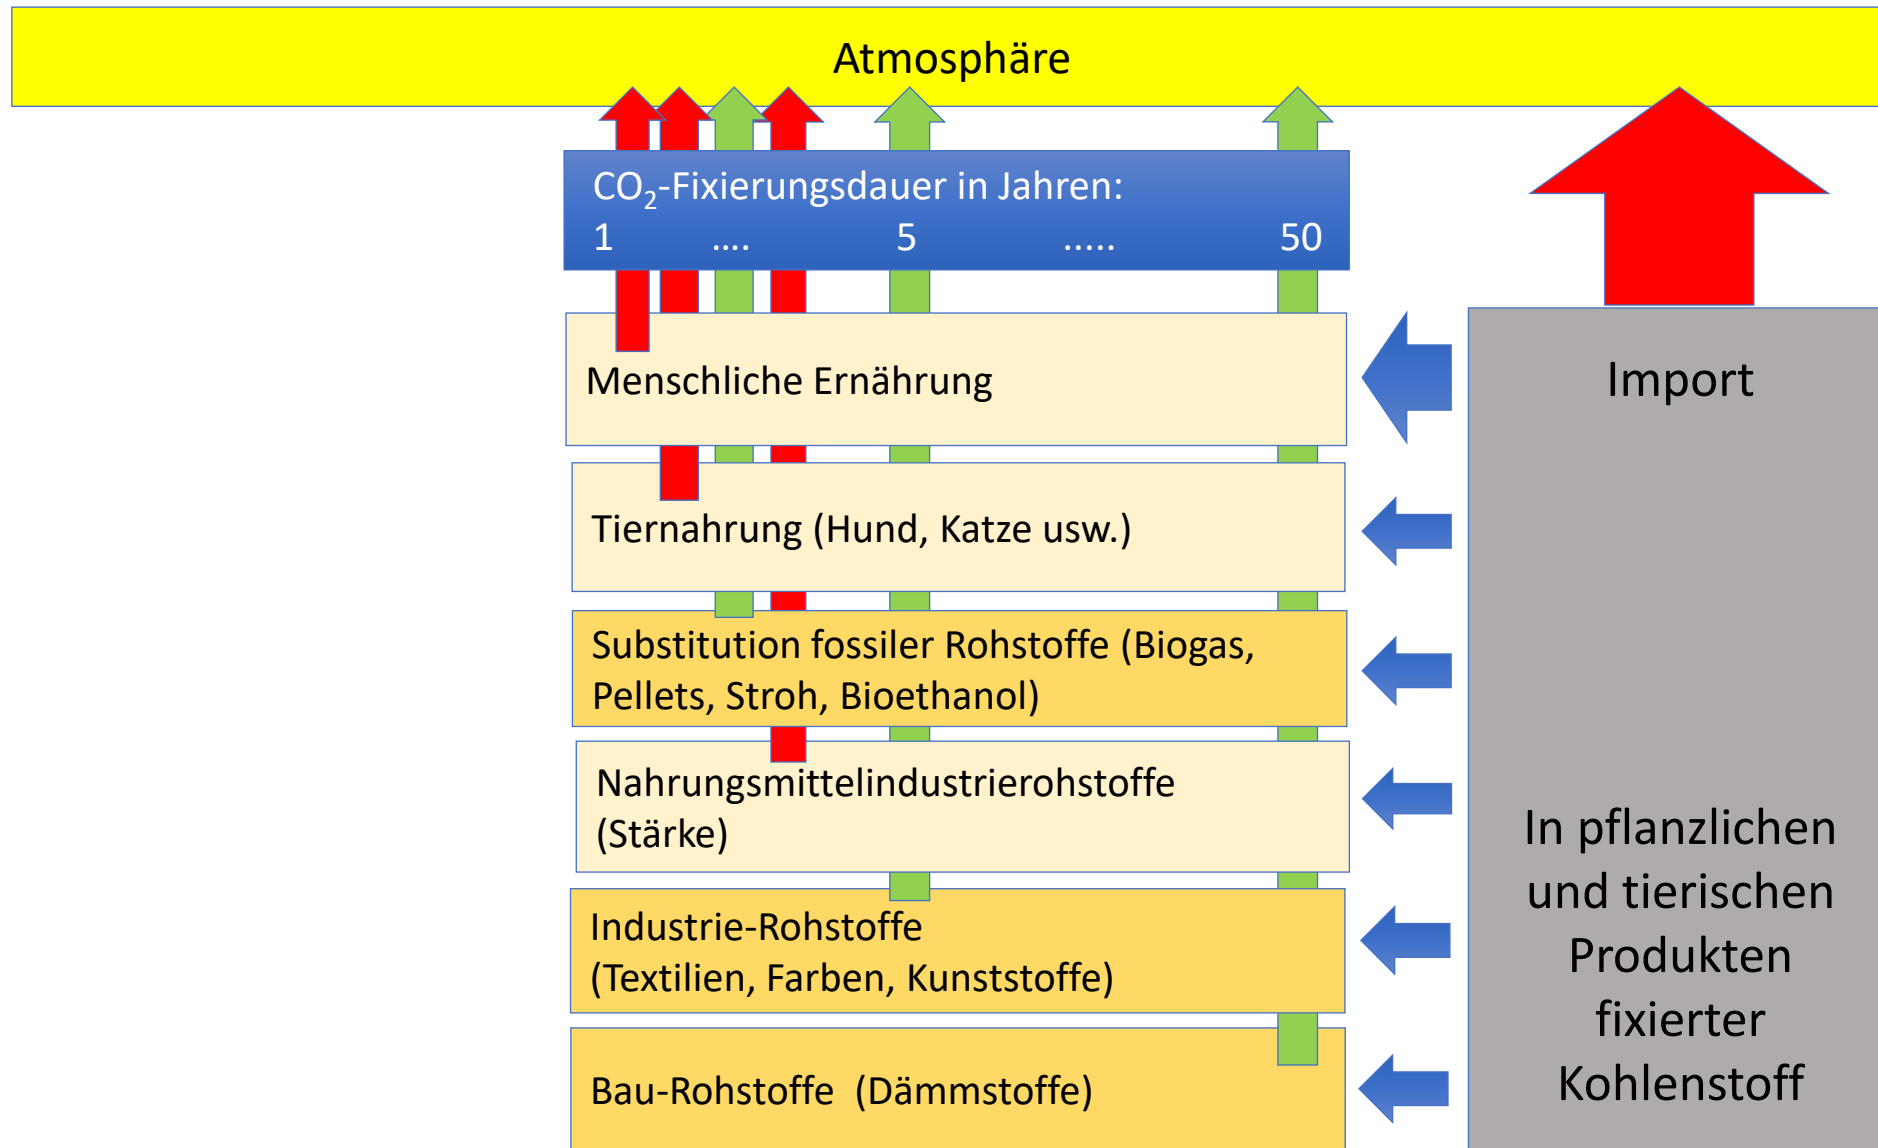 Atmosphäre
CO₂-Fixierungsdauer in Jahren:
1 .... 5 ..... 50
Menschliche Ernährung
Tiernahrung (Hund, Katze usw.)
Substitution fossiler Rohstoffe (Biogas,
Pellets, Stroh, Bioethanol)
Nahrungsmittelindustrierohstoffe
(Stärke)
Industrie-Rohstoffe
(Textilien, Farben, Kunststoffe)
Bau-Rohstoffe  (Dämmstoffe)
Import
In pflanzlichen
und tierischen
Produkten
fixierter
Kohlenstoff